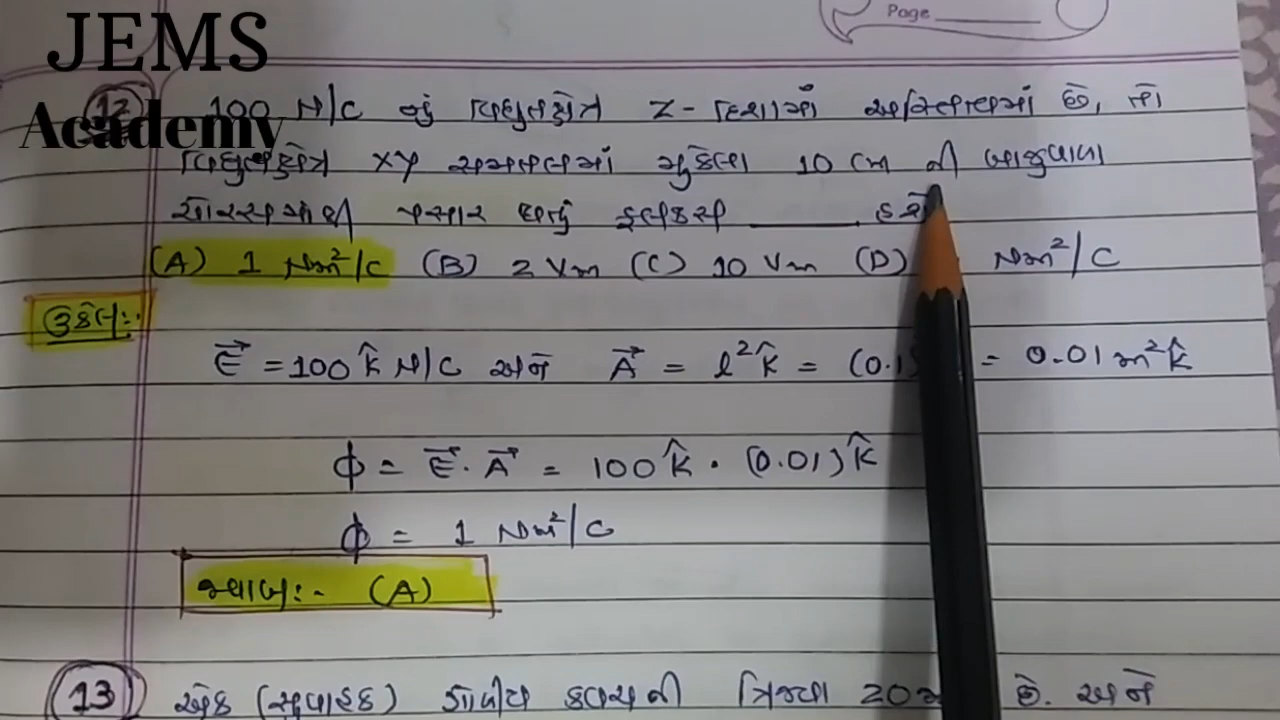 Page
JEMS
Academy
12 100 N/C નું વિદ્યુતક્ષેત્ર Z - દિશામાં અસ્તિત્વમાં છે, તો
વિદ્યુતક્ષેત્ર XY સમતલમાં મુકેલા 10 cm ની બાજુવાળા
ચોરસમાંથી પસાર થતું ફ્લક્સ ______ હશે
(A) 1 Nm²/C (B) 2 Vm (C) 10 Vm (D) Nm²/C
ઉકેલ:-
E⃗ = 100 k̂ N/C અને A⃗ = l² k̂ = (0.1) = 0.01 m² k̂
ϕ = E⃗ . A⃗ = 100 k̂ . (0.01) k̂
ϕ = 1 Nm²/C
જવાબ:- (A)
13 એક (સુવાહક) ત્રિજ્યા 20 છે. અને